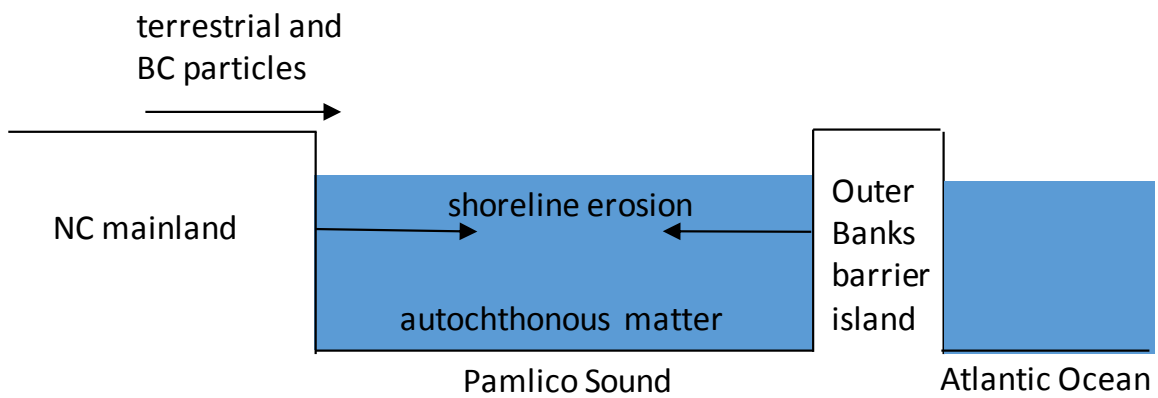 terrestrial and
BC particles
NC mainland
shoreline erosion
autochthonous matter
Outer
Banks
barrier
island
Pamlico Sound
Atlantic Ocean